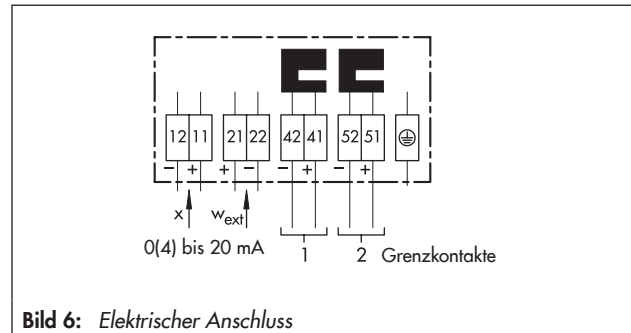 12 11 21 22 42 41 52 51
− + + − − + − +
x w_ext
0(4) bis 20 mA 1 2 Grenzkontakte
Bild 6: Elektrischer Anschluss